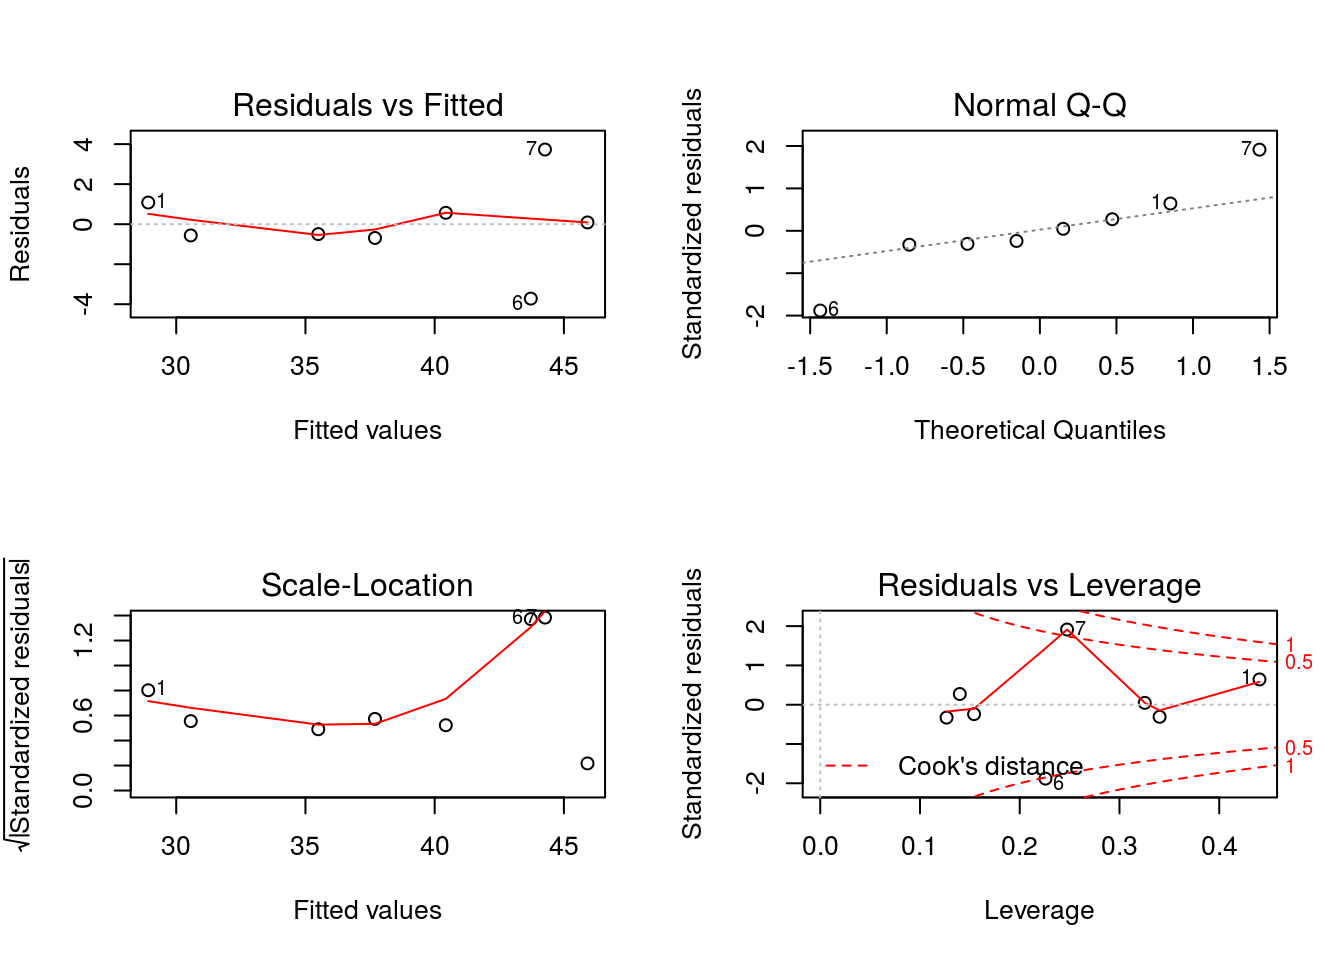 Residuals vs Fitted
Residuals
4
2
0
-4
1
7
6
30 35 40 45
Fitted values
Normal Q-Q
Standardized residuals
2
1
0
-2
6
1
7
-1.5 -1.0 -0.5 0.0 0.5 1.0 1.5
Theoretical Quantiles
Scale-Location
√|Standardized residuals|
1.2
0.6
0.0
1
6 7
30 35 40 45
Fitted values
Residuals vs Leverage
Standardized residuals
2
1
0
-2
7
1
6
1
0.5
0.5
1
Cook's distance
0.0 0.1 0.2 0.3 0.4
Leverage